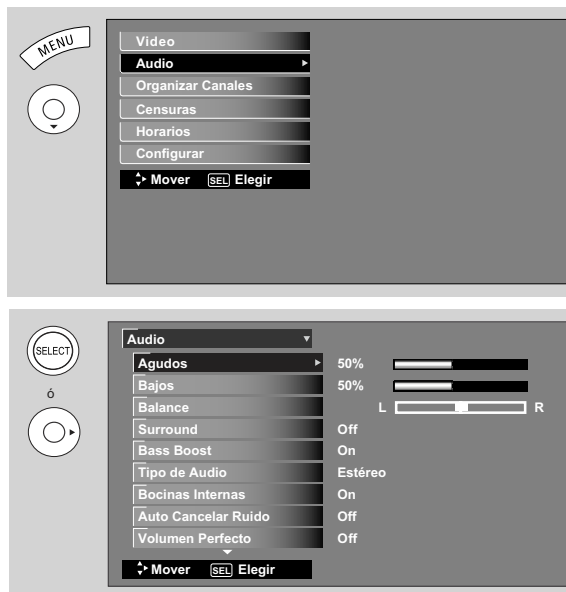 MENU
Video
Audio
Organizar Canales
Censuras
Horarios
Configurar
Mover SEL Elegir
SELECT
ó
Audio
Agudos 50%
Bajos 50%
Balance L R
Surround Off
Bass Boost On
Tipo de Audio Estéreo
Bocinas Internas On
Auto Cancelar Ruido Off
Volumen Perfecto Off
Mover SEL Elegir